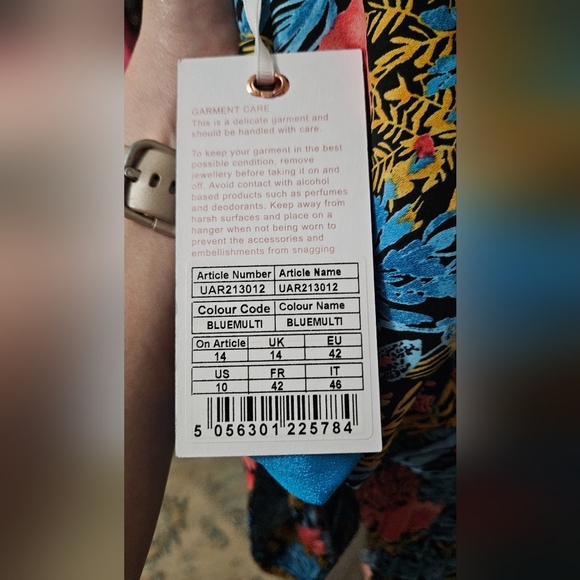 GARMENT CARE
This is a delicate garment and
should be handled with care.
To keep your garment in the best
possible condition, remove
jewellery before taking it on and
off. Avoid contact with alcohol
based products such as perfumes
and deodorants. Keep away from
harsh surfaces and place on a
hanger when not being worn to
prevent the accessories and
embellishments from snagging
Article Number Article Name
UAR213012 UAR213012
Colour Code Colour Name
BLUEMULTI BLUEMULTI
On Article UK EU
14 14 42
US FR IT
10 42 46
5 056301 225784